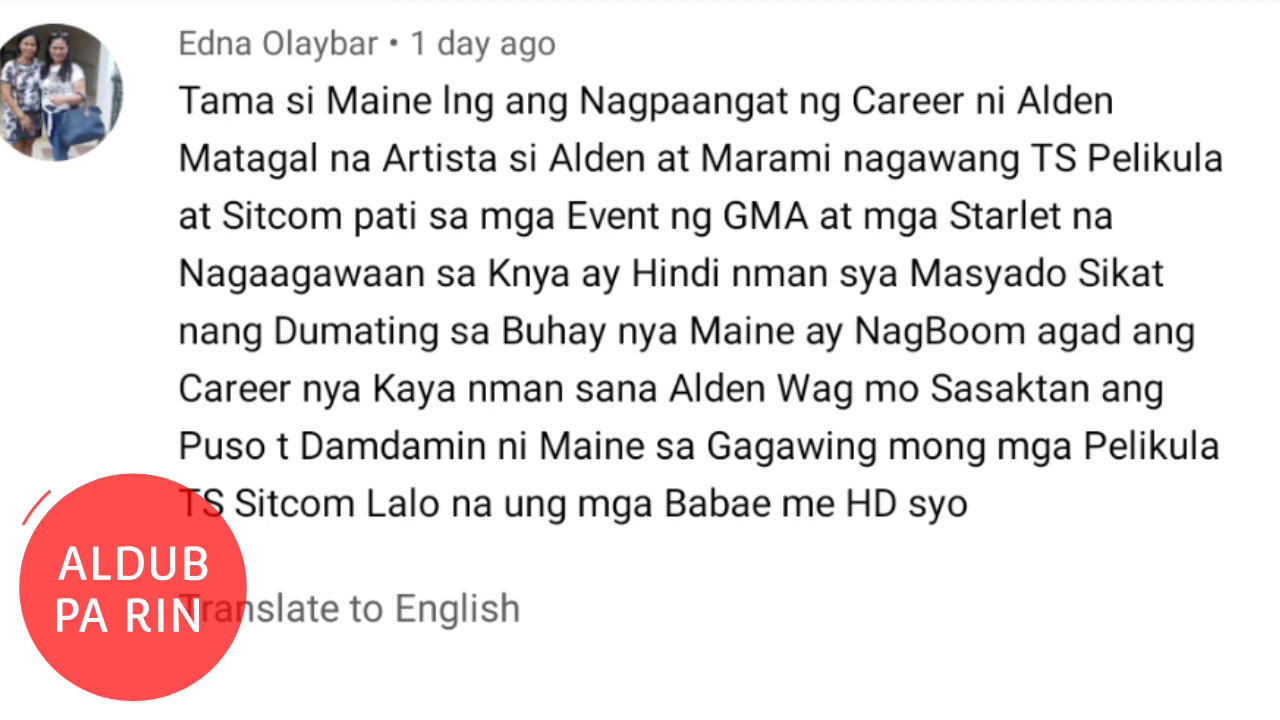 Edna Olaybar • 1 day ago
Tama si Maine lng ang Nagpaangat ng Career ni Alden
Matagal na Artista si Alden at Marami nagawang TS Pelikula
at Sitcom pati sa mga Event ng GMA at mga Starlet na
Nagaagawaan sa Knya ay Hindi nman sya Masyado Sikat
nang Dumating sa Buhay nya Maine ay NagBoom agad ang
Career nya Kaya nman sana Alden Wag mo Sasaktan ang
Puso t Damdamin ni Maine sa Gagawing mong mga Pelikula
TS Sitcom Lalo na ung mga Babae me HD syo
ALDUB
PA RIN
Translate to English